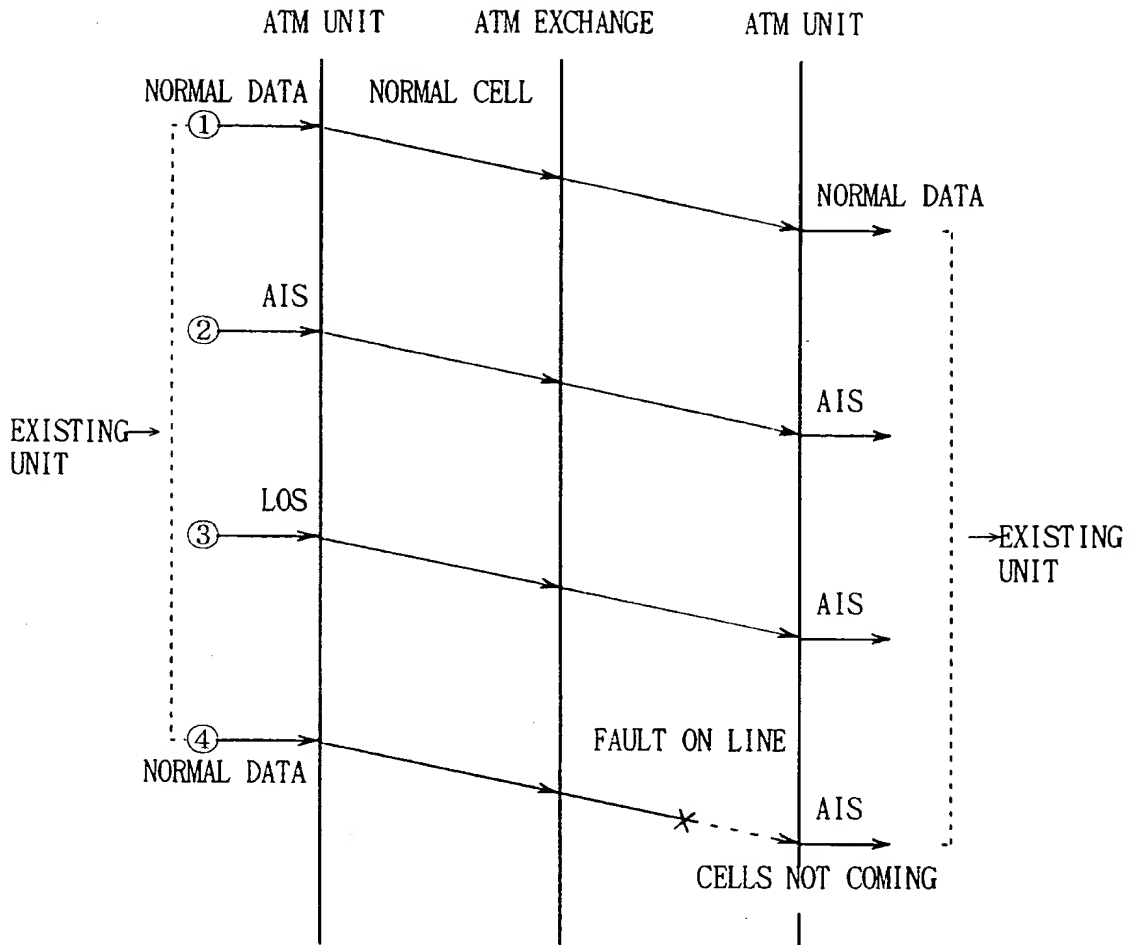 ATM UNIT ATM EXCHANGE ATM UNIT
NORMAL DATA NORMAL CELL
①
NORMAL DATA
AIS
②
AIS
EXISTING→
UNIT
LOS
③
→EXISTING
UNIT
AIS
④
FAULT ON LINE
NORMAL DATA
AIS
CELLS NOT COMING